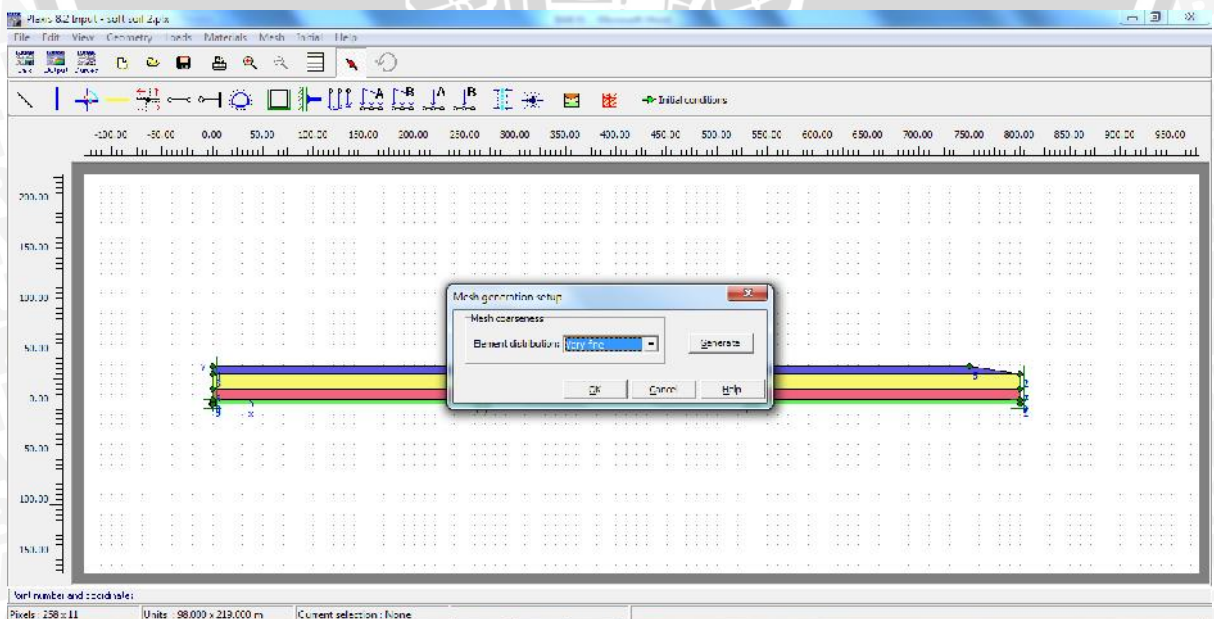 Plaxis 8.2 Input - soft soil 2.plx
File Edit View Geometry Loads Materials Mesh Initial Help
Output Curves
A B A B Initial conditions
-100.00 -50.00 0.00 50.00 100.00 150.00 200.00 250.00 300.00 350.00 400.00 450.00 500.00 550.00 600.00 650.00 700.00 750.00 800.00 850.00 900.00 950.00
200.00
150.00
100.00
50.00
0.00
50.00
100.00
150.00
Mesh generation setup
Mesh coarseness
Element distribution: Very fine
Generate
OK Cancel Help
x
Point number and coordinates
Pixels : 258 x 11 Units : 98.000 x 219.000 m Current selection : None